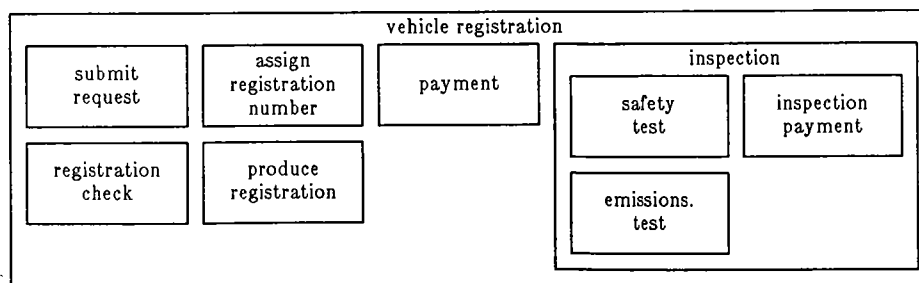 vehicle registration
submit
request
assign
registration
number
payment
registration
check
produce
registration
inspection
safety
test
inspection
payment
emissions.
test